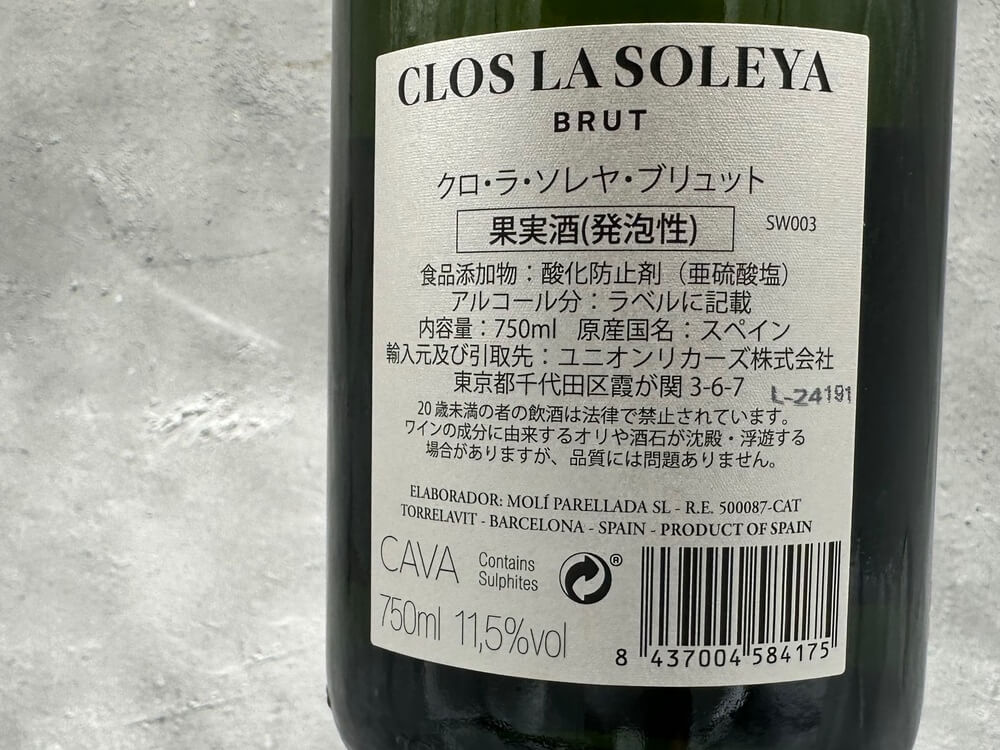 CLOS LA SOLEYA
BRUT
クロ・ラ・ソレヤ・ブリュット
果実酒(発泡性)
SW003
食品添加物：酸化防止剤（亜硫酸塩）
アルコール分：ラベルに記載
内容量：750ml 原産国名：スペイン
輸入元及び引取先：ユニオンリカーズ株式会社
東京都千代田区霞が関 3-6-7
L-24191
20 歳未満の者の飲酒は法律で禁止されています。
ワインの成分に由来するオリや酒石が沈殿・浮遊する
場合がありますが、品質には問題ありません。
ELABORADOR: MOLÍ PARELLADA SL - R.E. 500087-CAT
TORRELAVIT - BARCELONA - SPAIN - PRODUCT OF SPAIN
CAVA
Contains
Sulphites
®
750ml 11,5%vol
8 437004 584175